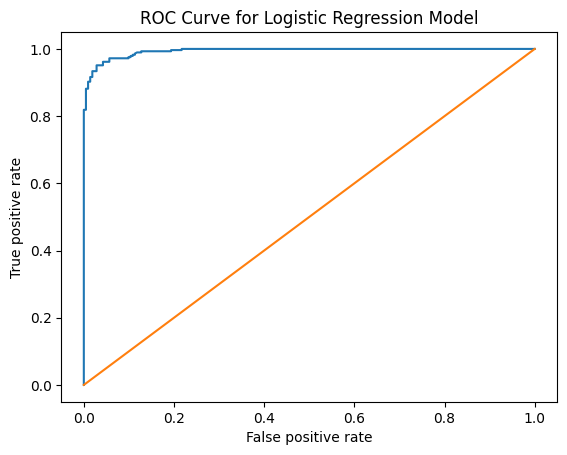 ROC Curve for Logistic Regression Model
1.0
0.8
0.6
0.4
0.2
0.0
True positive rate
0.0 0.2 0.4 0.6 0.8 1.0
False positive rate